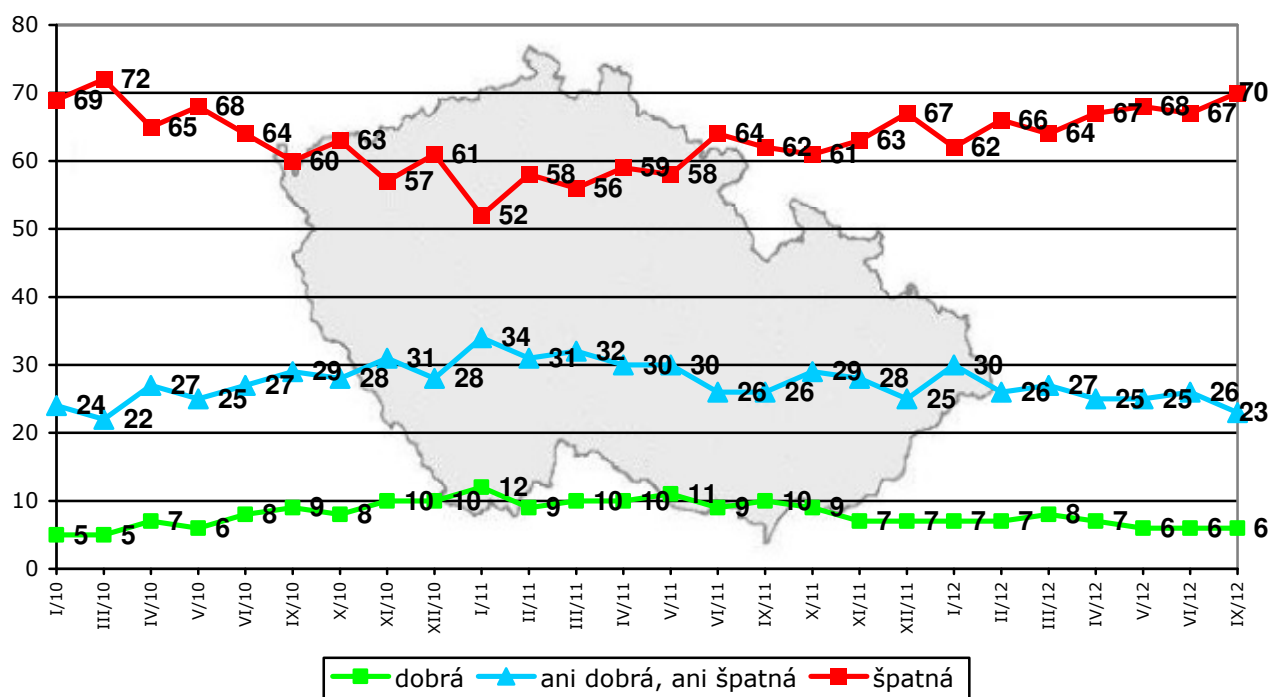 80
70
60
50
40
30
20
10
0
69 72 65 68 64 60 63 57 61 52 58 56 59 58 64 62 61 63 67 62 66 64 67 68 67 70
24 22 27 25 27 29 28 31 28 34 31 32 30 30 26 26 29 28 25 30 26 27 25 25 26 23
5 5 7 6 8 9 8 10 10 12 9 10 10 11 9 10 9 7 7 7 7 8 7 6 6 6
I/10 III/10 IV/10 V/10 VI/10 IX/10 X/10 XI/10 XII/10 I/11 II/11 III/11 IV/11 V/11 VI/11 IX/11 X/11 XI/11 XII/11 I/12 II/12 III/12 IV/12 V/12 VI/12 IX/12
dobrá ani dobrá, ani špatná špatná